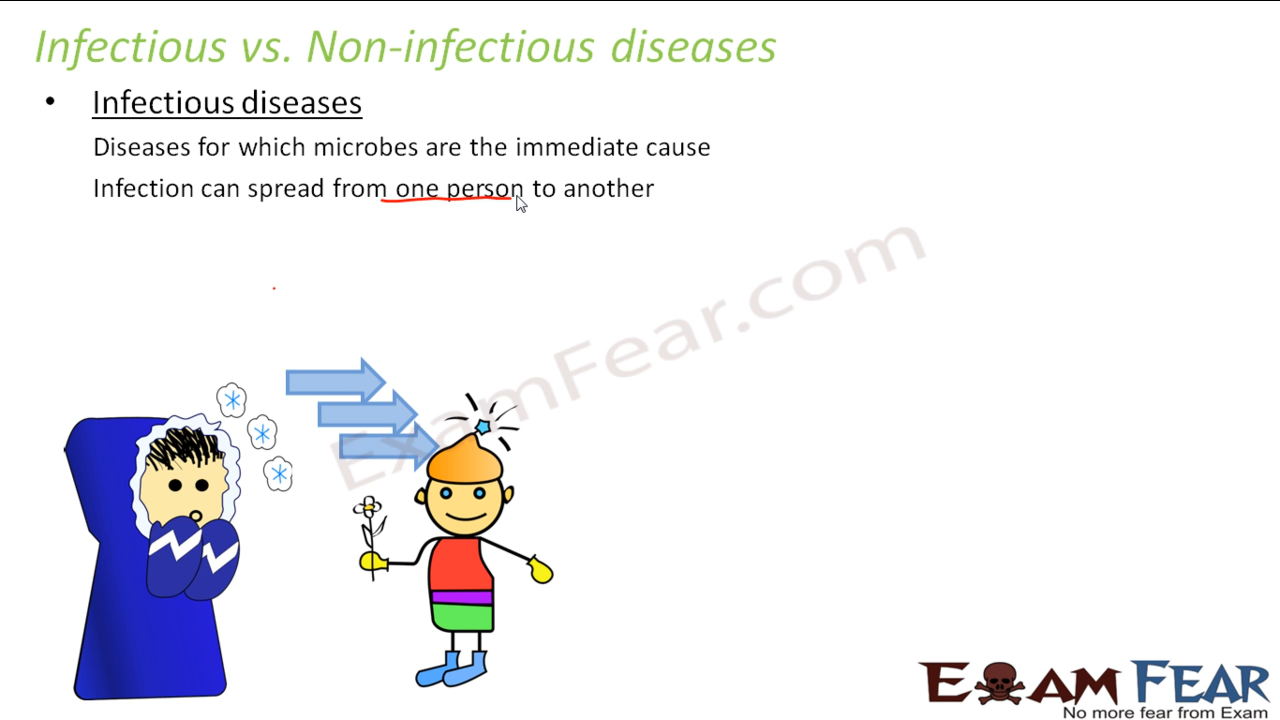 Infectious vs. Non-infectious diseases
• Infectious diseases
Diseases for which microbes are the immediate cause
Infection can spread from one person to another
ExamFear.com
EXAM FEAR
No more fear from Exam